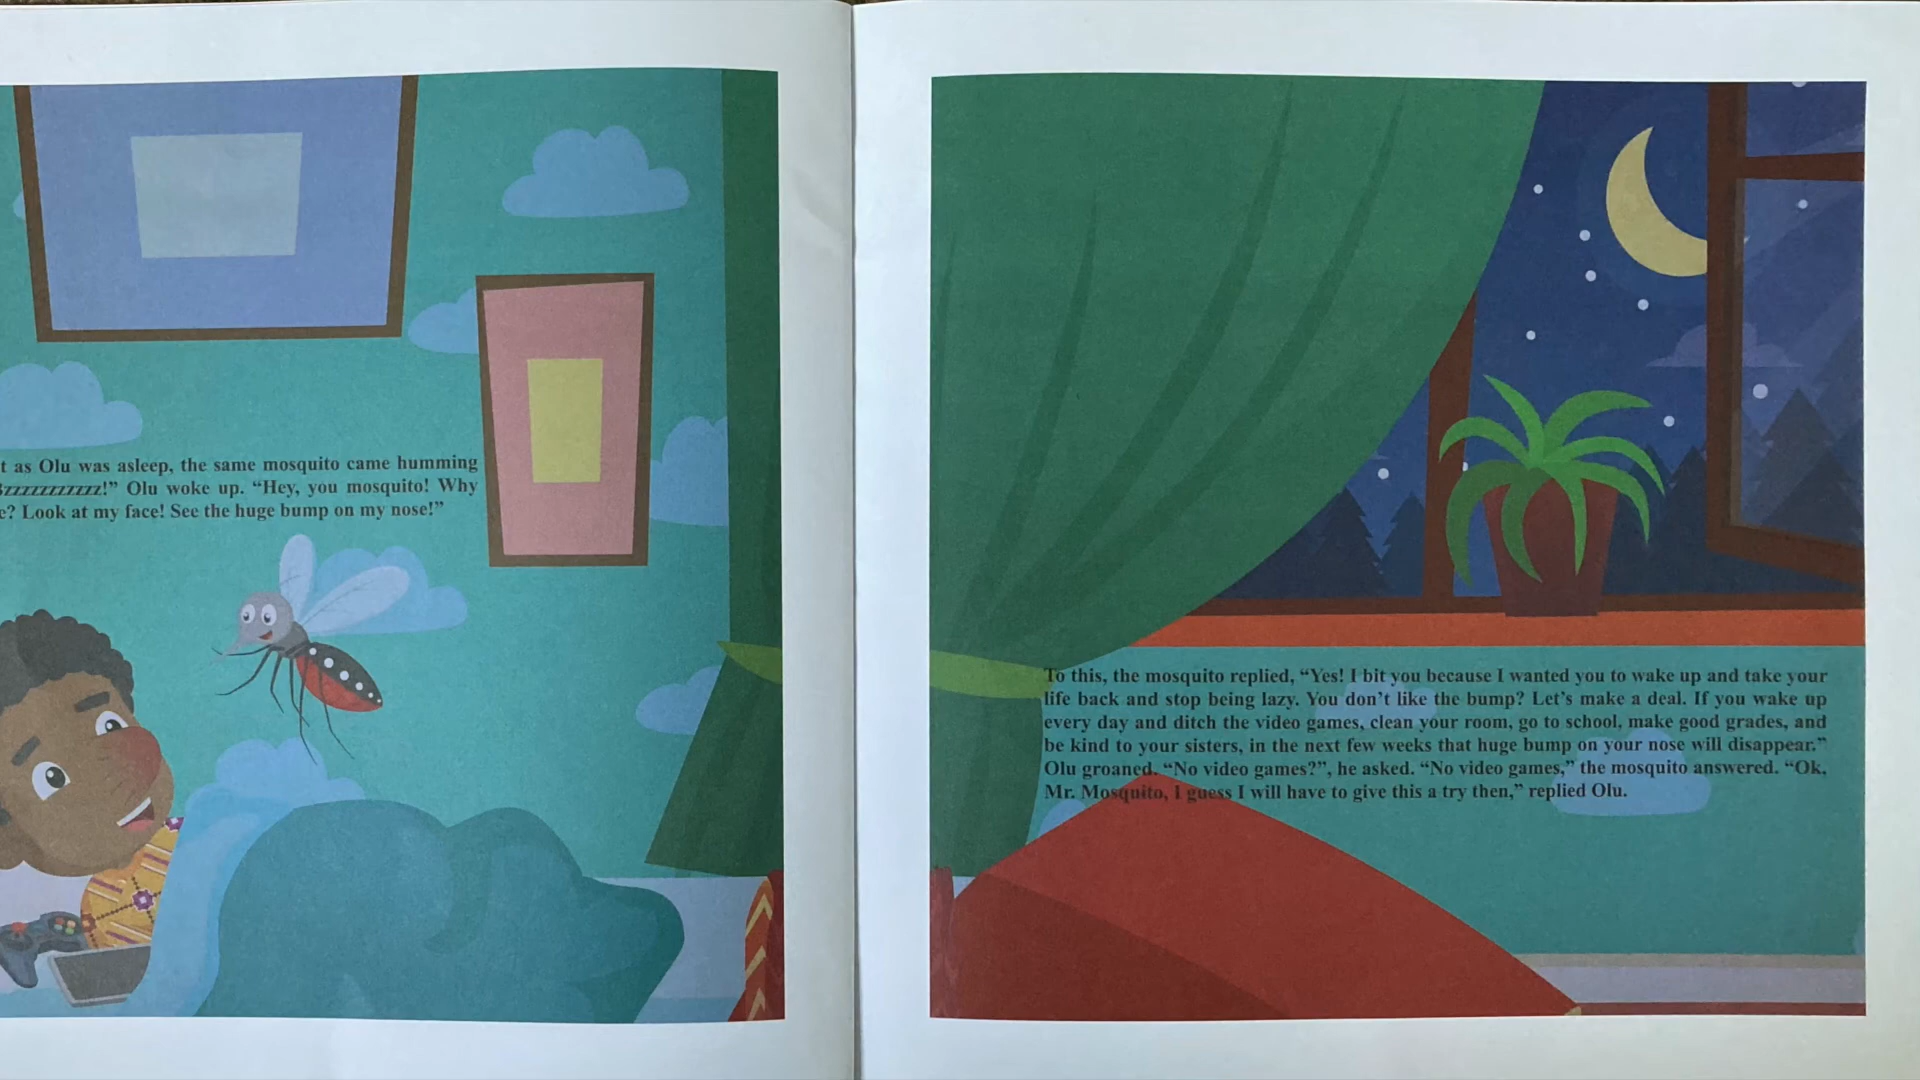 as Olu was asleep, the same mosquito came humming
Bzzzzzzzzzzzz!” Olu woke up. “Hey, you mosquito! Why
Look at my face! See the huge bump on my nose!”
To this, the mosquito replied, “Yes! I bit you because I wanted you to wake up and take your
life back and stop being lazy. You don’t like the bump? Let’s make a deal. If you wake up
every day and ditch the video games, clean your room, go to school, make good grades, and
be kind to your sisters, in the next few weeks that huge bump on your nose will disappear.”
Olu groaned. “No video games?”, he asked. “No video games,” the mosquito answered. “Ok,
Mr. Mosquito, I guess I will have to give this a try then,” replied Olu.